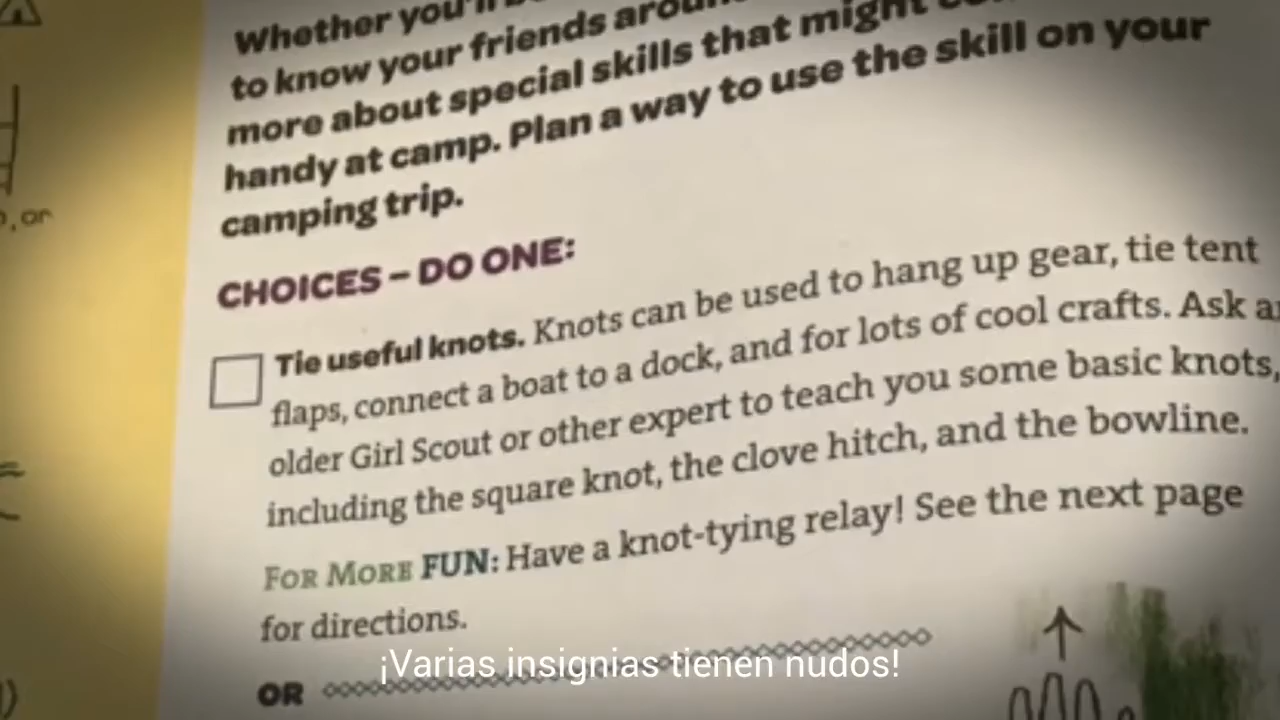 Whether you'll
to know your friends
more about special skills that might
handy at camp. Plan a way to use the skill on your
camping trip.
CHOICES – DO ONE:
Tie useful knots. Knots can be used to hang up gear, tie tent
flaps, connect a boat to a dock, and for lots of cool crafts. Ask
older Girl Scout or other expert to teach you some basic knots,
including the square knot, the clove hitch, and the bowline.
FOR MORE FUN: Have a knot-tying relay! See the next page
for directions.
¡Varias insignias tienen nudos!
OR
, or